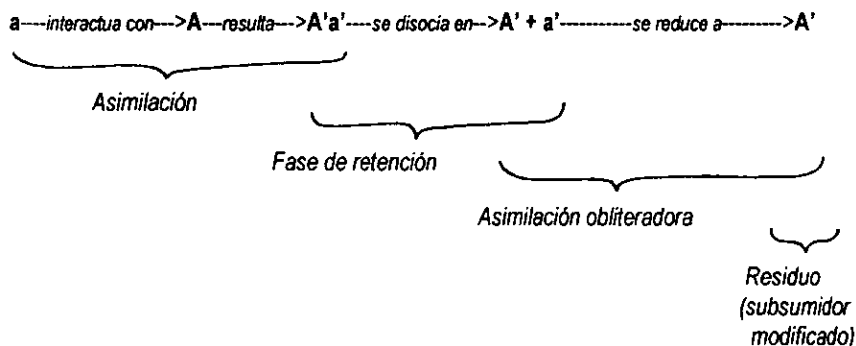 a----interactua con--->A---resulta--->A'a'----se disocia en-->A' + a'-----------se reduce a--------->A'
Asimilación
Fase de retención
Asimilación obliteradora
Residuo
(subsumidor
modificado)